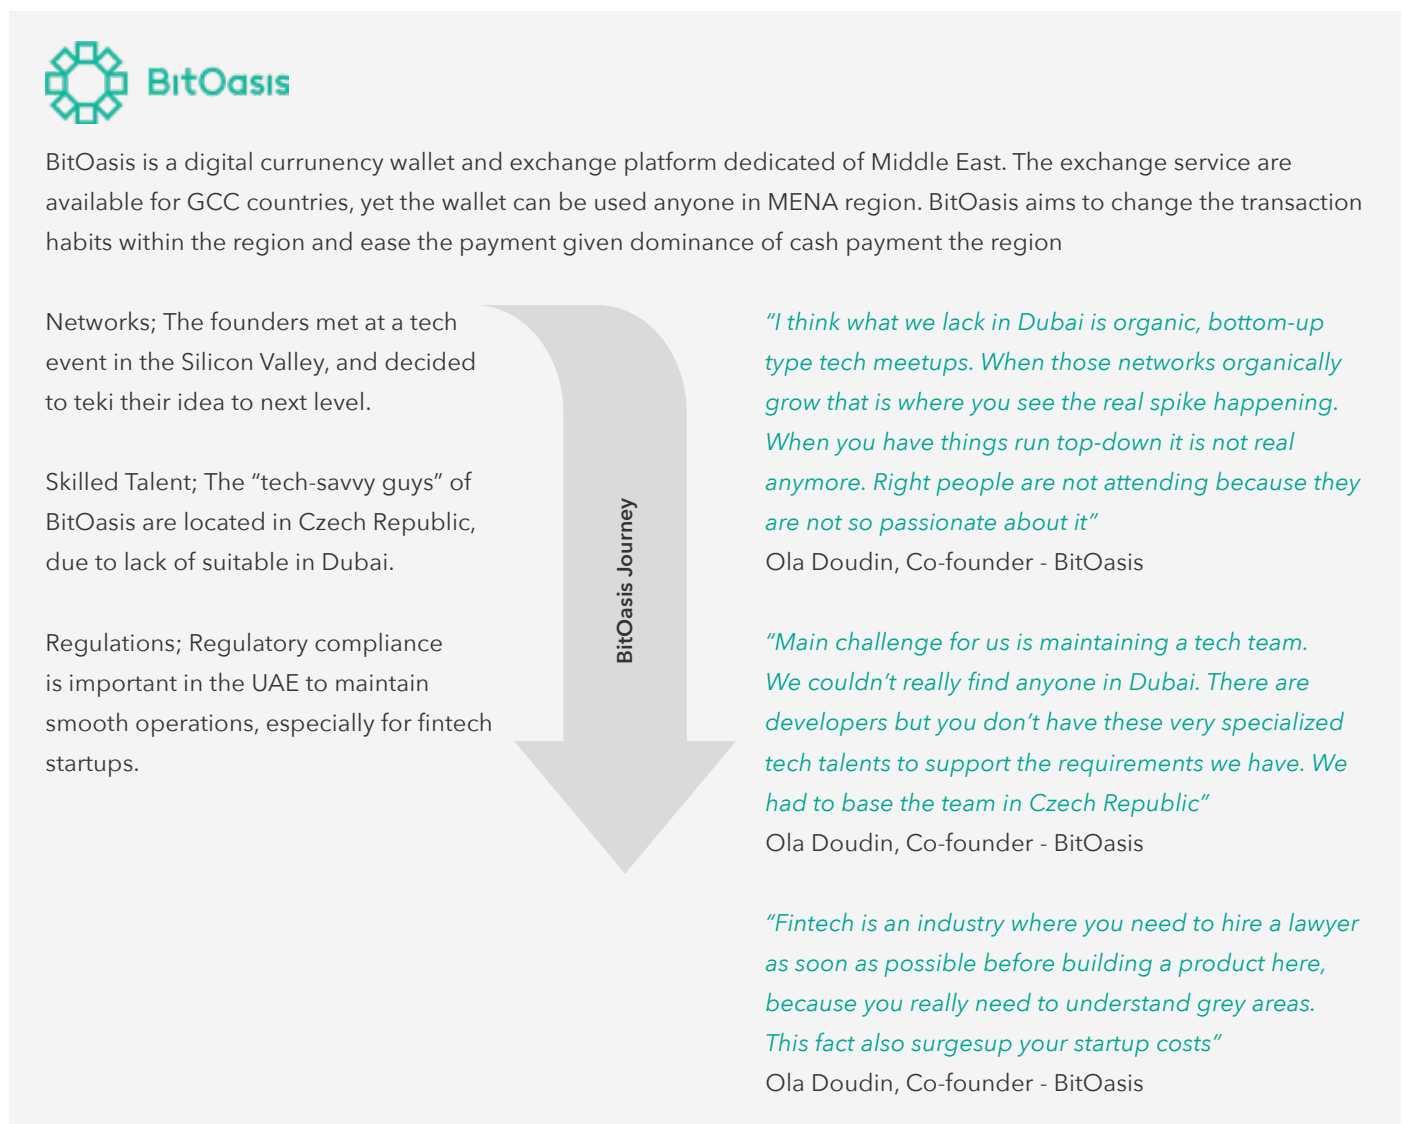 BitOasis
BitOasis is a digital currunency wallet and exchange platform dedicated of Middle East. The exchange service are
available for GCC countries, yet the wallet can be used anyone in MENA region. BitOasis aims to change the transaction
habits within the region and ease the payment given dominance of cash payment the region
Networks; The founders met at a tech
event in the Silicon Valley, and decided
to teki their idea to next level.
Skilled Talent; The “tech-savvy guys” of
BitOasis are located in Czech Republic,
due to lack of suitable in Dubai.
Regulations; Regulatory compliance
is important in the UAE to maintain
smooth operations, especially for fintech
startups.
BitOasis Journey
“I think what we lack in Dubai is organic, bottom-up
type tech meetups. When those networks organically
grow that is where you see the real spike happening.
When you have things run top-down it is not real
anymore. Right people are not attending because they
are not so passionate about it”
Ola Doudin, Co-founder - BitOasis
“Main challenge for us is maintaining a tech team.
We couldn’t really find anyone in Dubai. There are
developers but you don’t have these very specialized
tech talents to support the requirements we have. We
had to base the team in Czech Republic”
Ola Doudin, Co-founder - BitOasis
“Fintech is an industry where you need to hire a lawyer
as soon as possible before building a product here,
because you really need to understand grey areas.
This fact also surgesup your startup costs”
Ola Doudin, Co-founder - BitOasis